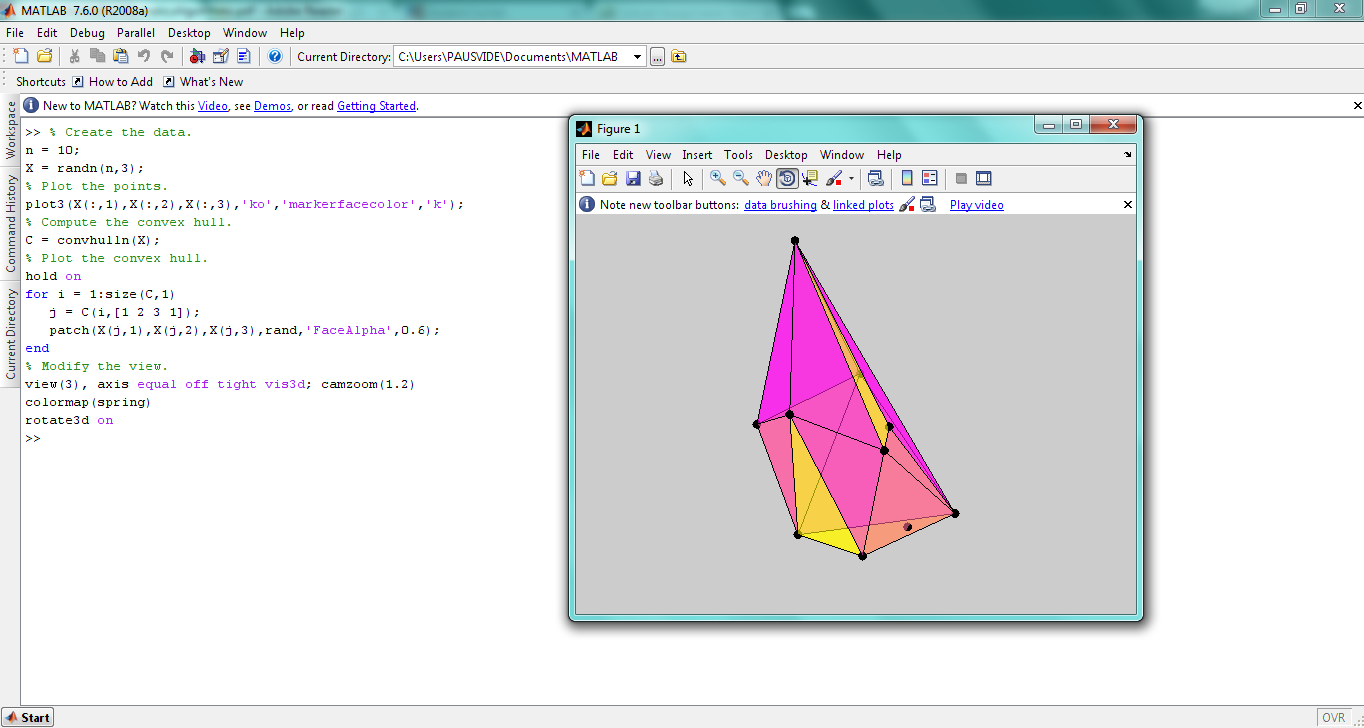 MATLAB 7.6.0 (R2008a)
File Edit Debug Parallel Desktop Window Help
Current Directory: C:\Users\PAUSVIDE\Documents\MATLAB ...
Shortcuts How to Add What's New
New to MATLAB? Watch this Video, see Demos, or read Getting Started.
Workspace
Command History
Current Directory
>> % Create the data.
n = 10;
X = randn(n,3);
% Plot the points.
plot3(X(:,1),X(:,2),X(:,3),'ko','markerfacecolor','k');
% Compute the convex hull.
C = convhulln(X);
% Plot the convex hull.
hold on
for i = 1:size(C,1)
   j = C(i,[1 2 3 1]);
   patch(X(j,1),X(j,2),X(j,3),rand,'FaceAlpha',0.6);
end
% Modify the view.
view(3), axis equal off tight vis3d; camzoom(1.2)
colormap(spring)
rotate3d on
>>
Figure 1
File Edit View Insert Tools Desktop Window Help
Note new toolbar buttons: data brushing & linked plots Play video
Start
OVR